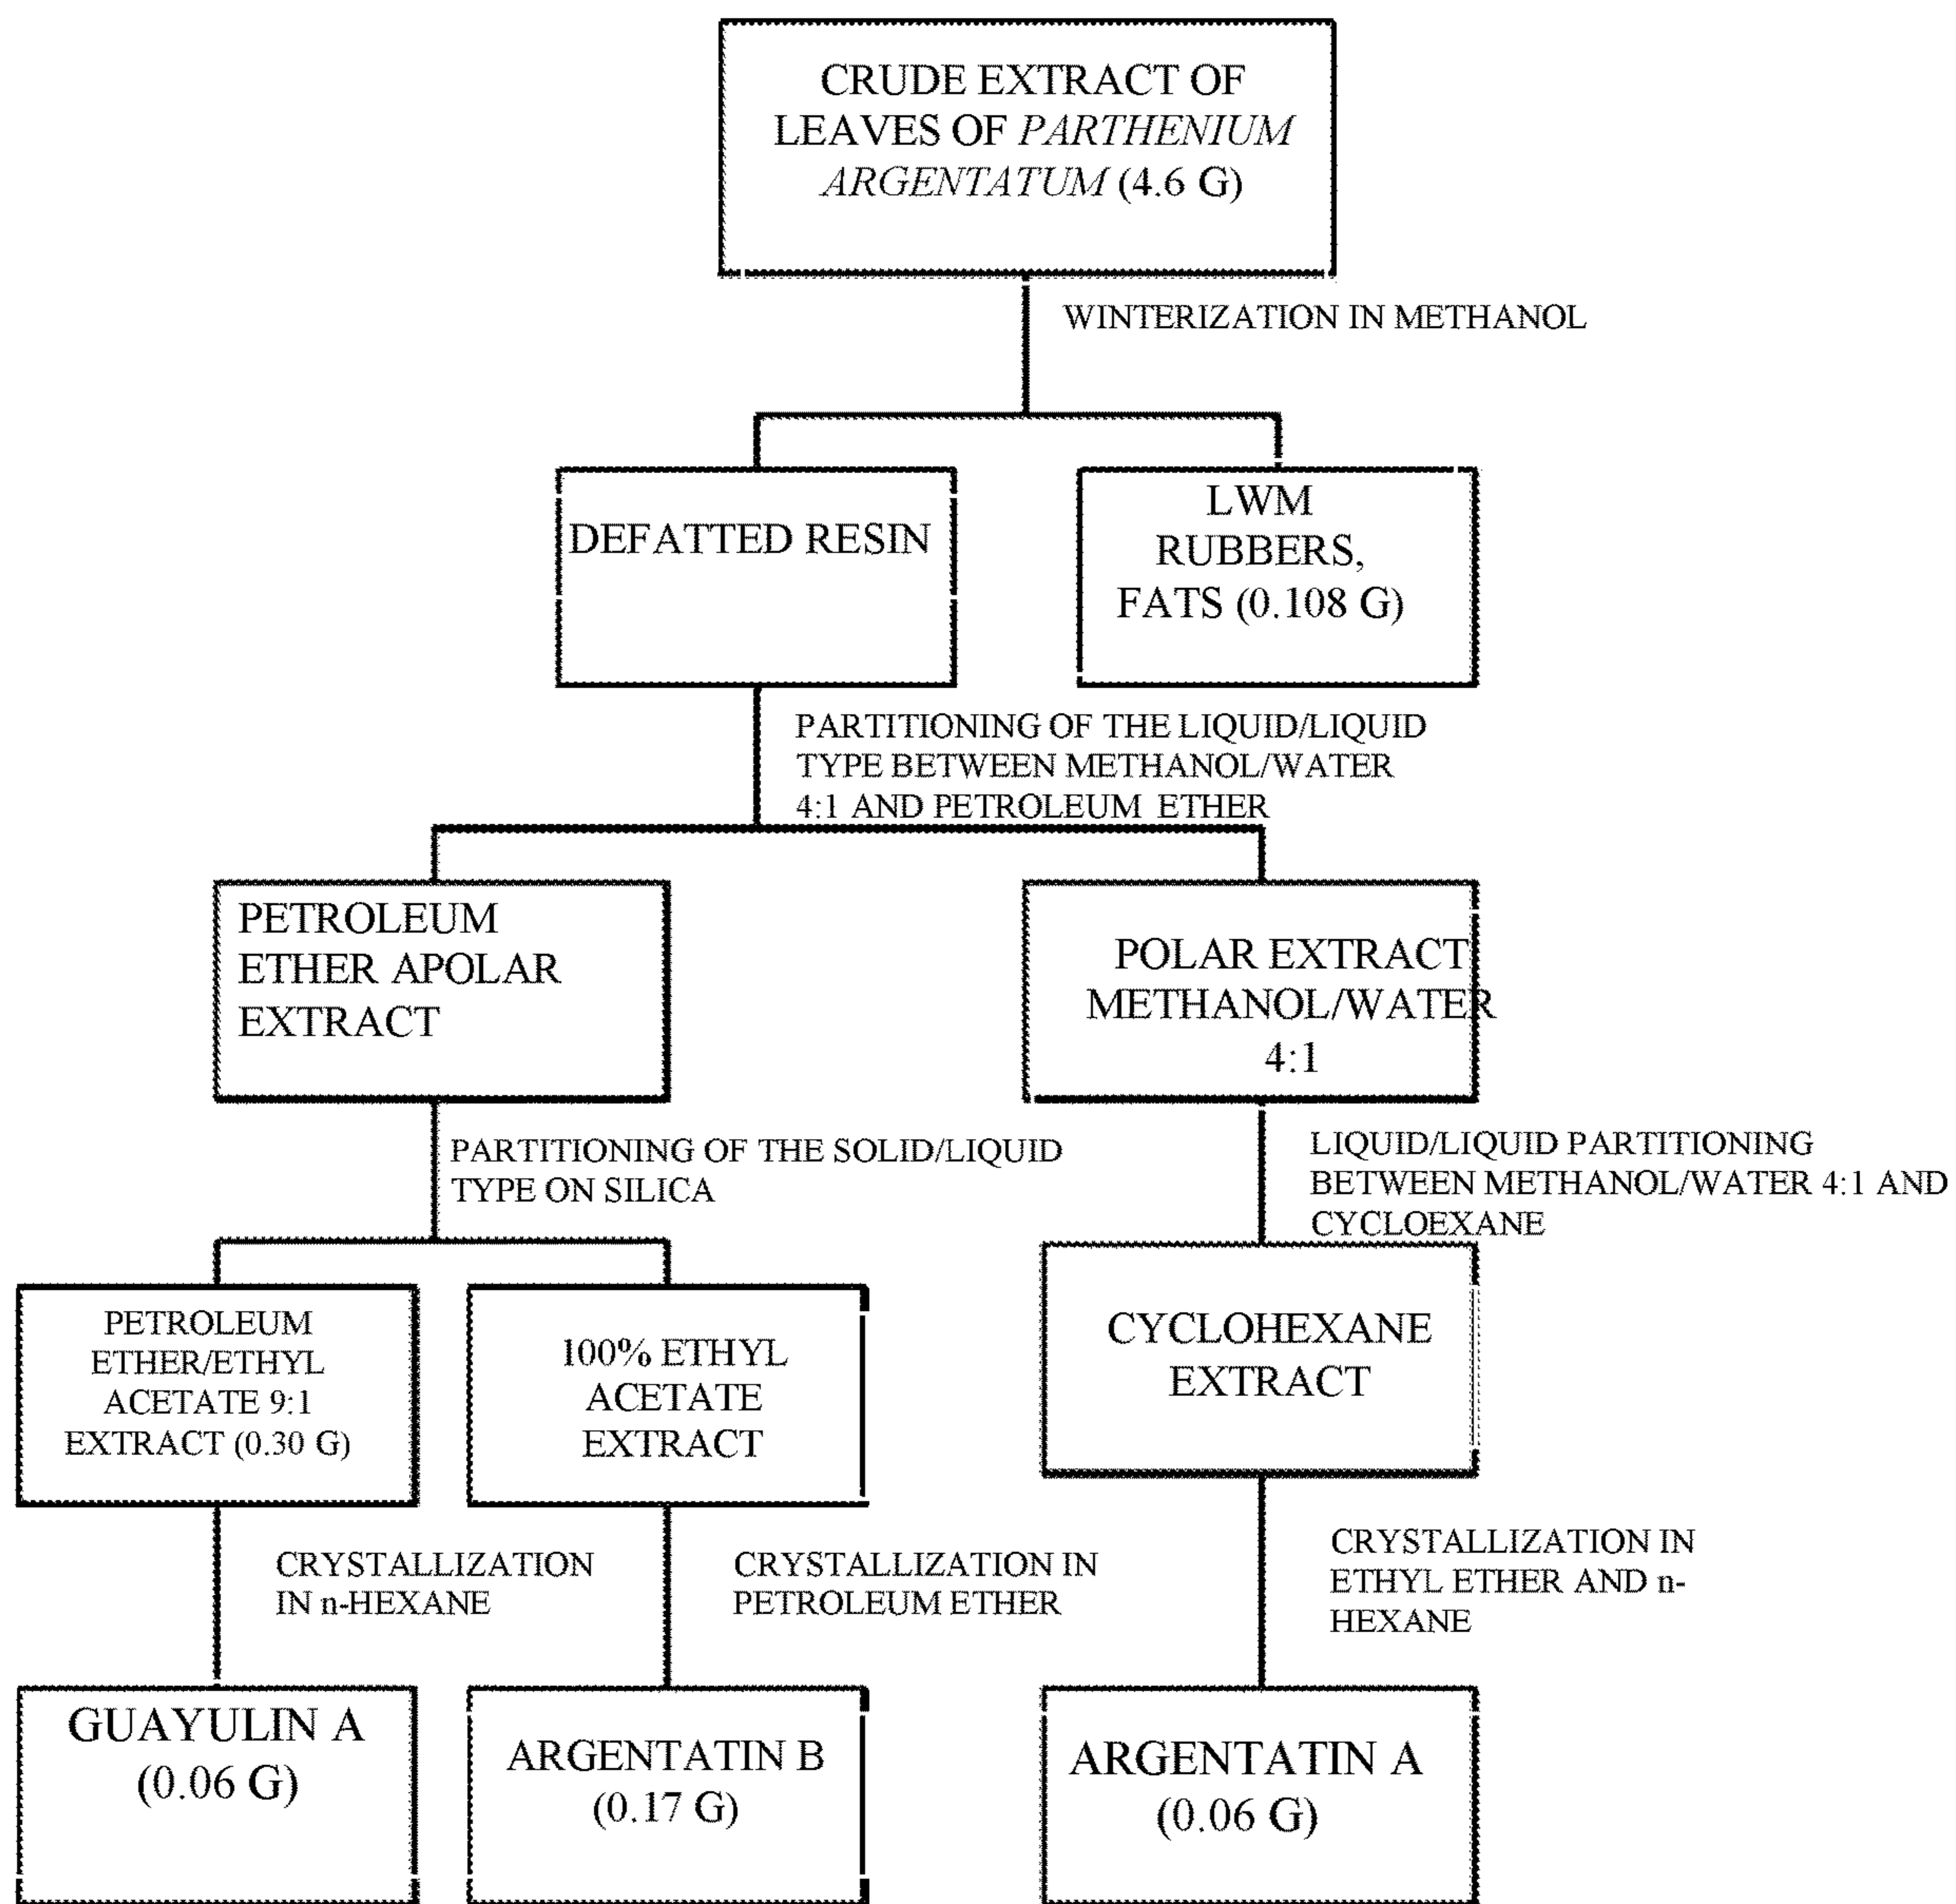 CRUDE EXTRACT OF
LEAVES OF PARTHENIUM
ARGENTATUM (4.6 G)
WINTERIZATION IN METHANOL
DEFATTED RESIN
LWM
RUBBERS,
FATS (0.108 G)
PARTITIONING OF THE LIQUID/LIQUID
TYPE BETWEEN METHANOL/WATER
4:1 AND PETROLEUM ETHER
PETROLEUM
ETHER APOLAR
EXTRACT
POLAR EXTRACT
METHANOL/WATER
4:1
PARTITIONING OF THE SOLID/LIQUID
TYPE ON SILICA
LIQUID/LIQUID PARTITIONING
BETWEEN METHANOL/WATER 4:1 AND
CYCLOEXANE
PETROLEUM
ETHER/ETHYL
ACETATE 9:1
EXTRACT (0.30 G)
100% ETHYL
ACETATE
EXTRACT
CYCLOHEXANE
EXTRACT
CRYSTALLIZATION
IN n-HEXANE
CRYSTALLIZATION IN
PETROLEUM ETHER
CRYSTALLIZATION IN
ETHYL ETHER AND n-
HEXANE
GUAYULIN A
(0.06 G)
ARGENTATIN B
(0.17 G)
ARGENTATIN A
(0.06 G)